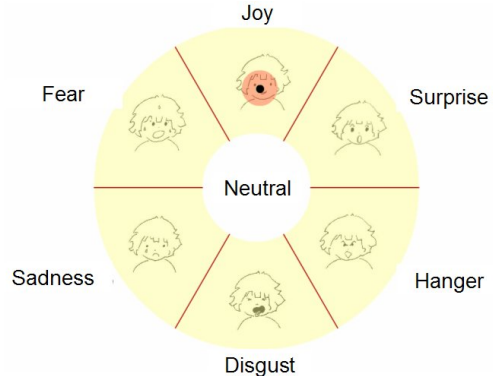 Joy
Fear
Surprise
Neutral
Sadness
Hanger
Disgust